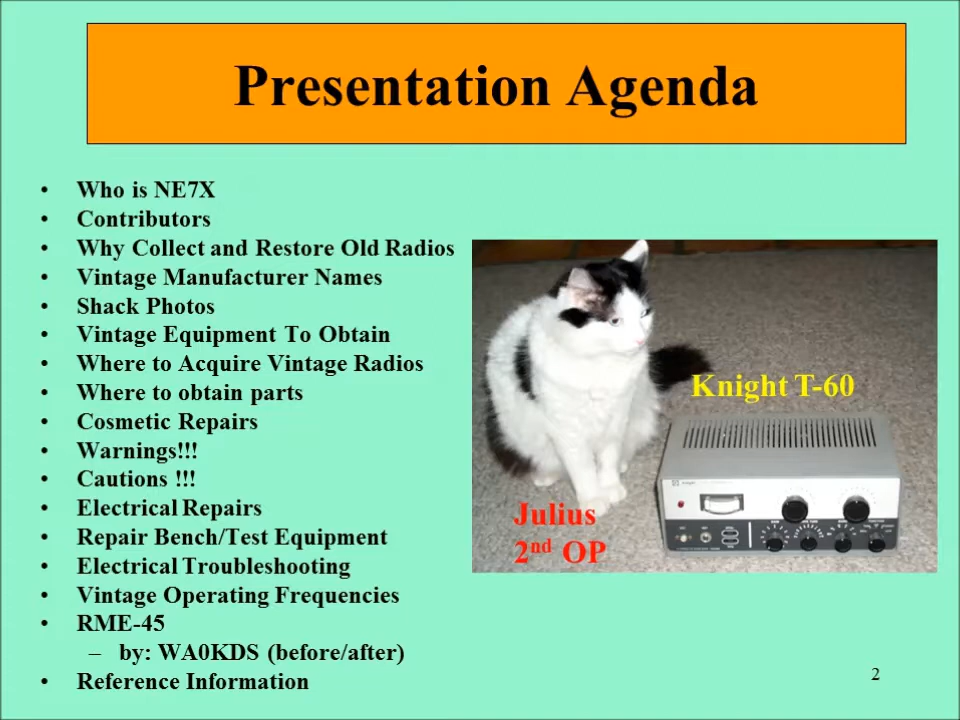 Presentation Agenda
• Who is NE7X
• Contributors
• Why Collect and Restore Old Radios
• Vintage Manufacturer Names
• Shack Photos
• Vintage Equipment To Obtain
• Where to Acquire Vintage Radios
• Where to obtain parts
• Cosmetic Repairs
• Warnings!!!
• Cautions !!!
• Electrical Repairs
• Repair Bench/Test Equipment
• Electrical Troubleshooting
• Vintage Operating Frequencies
• RME-45
– by: WA0KDS (before/after)
• Reference Information
Knight T-60
Julius
2nd OP
2